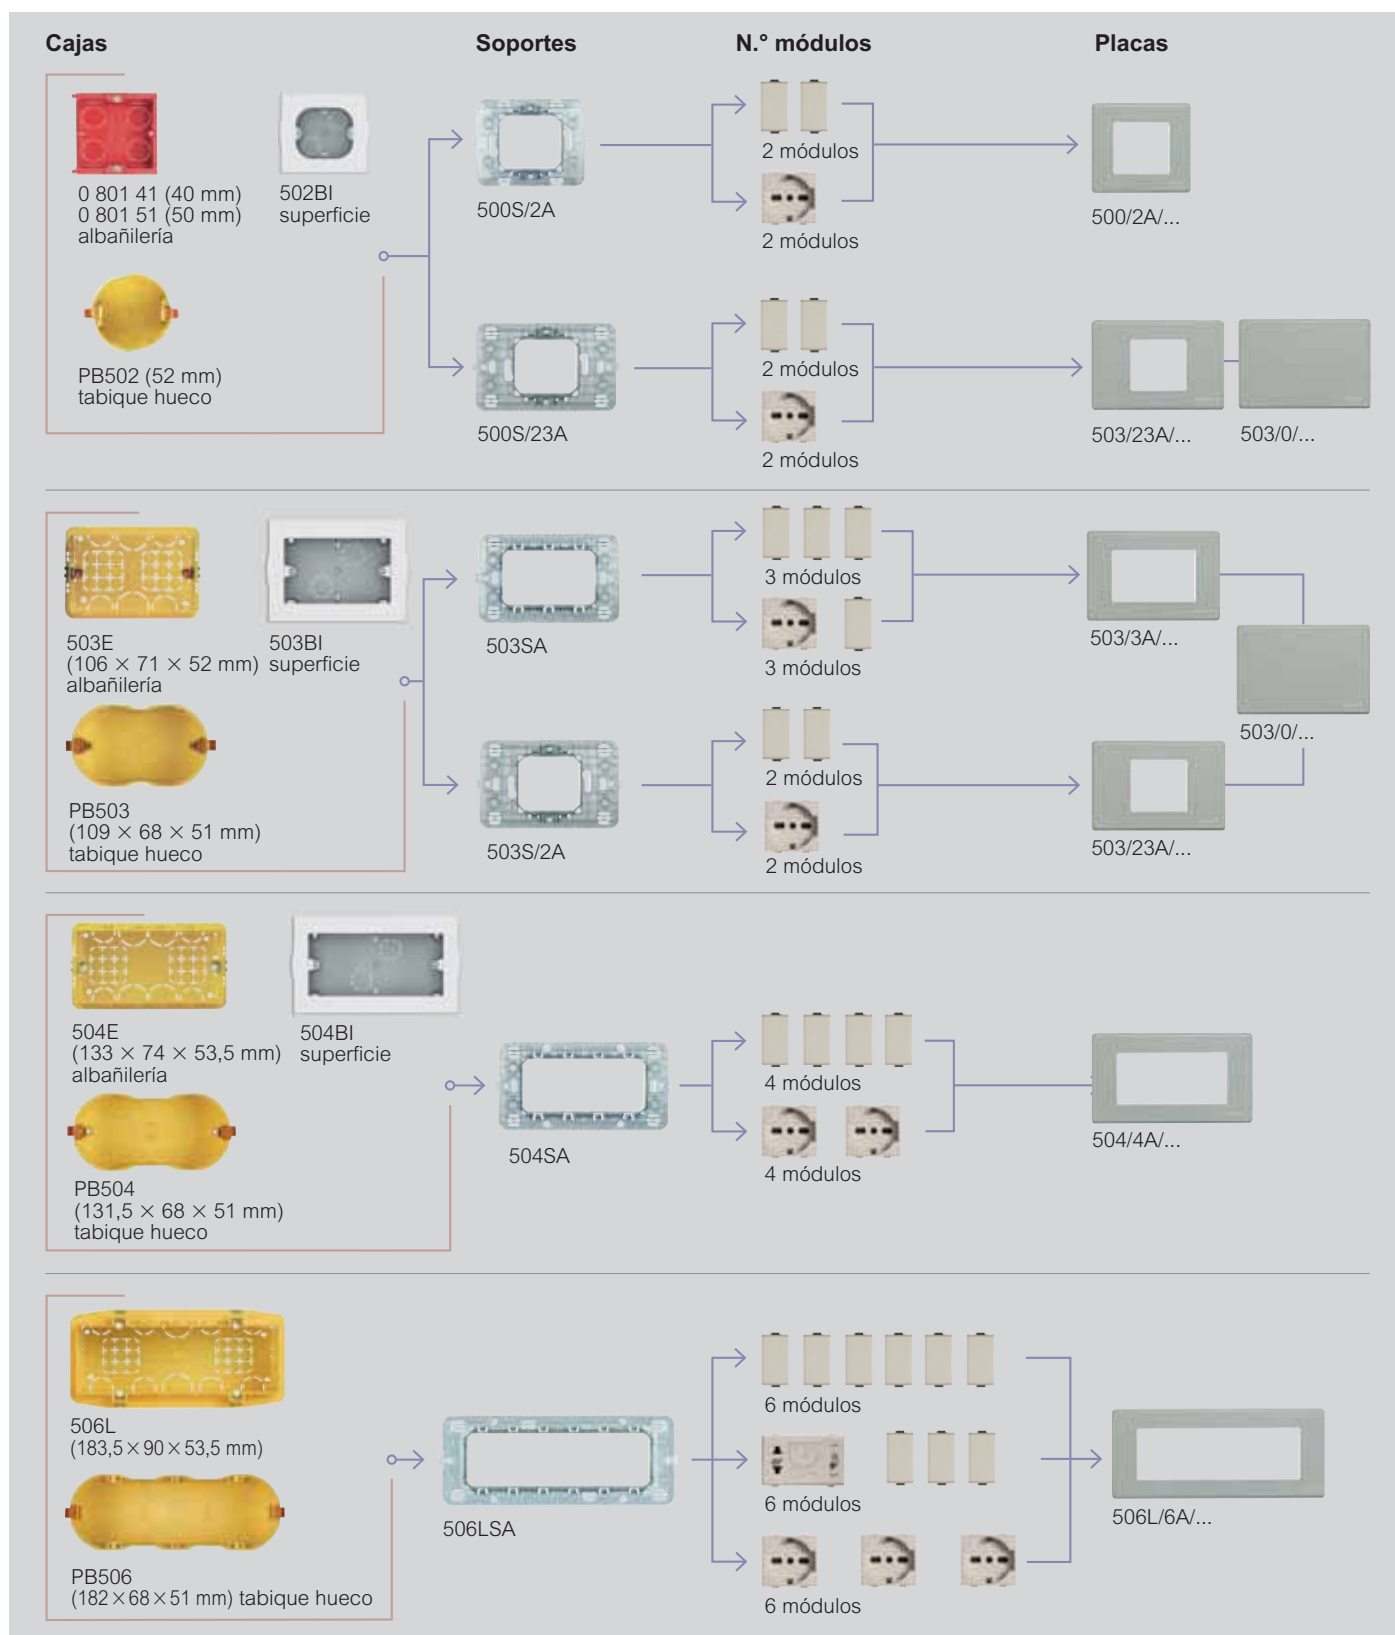 Cajas
Soportes
N.° módulos
Placas
0 801 41 (40 mm)
0 801 51 (50 mm)
albañilería
502BI
superficie
PB502 (52 mm)
tabique hueco
500S/2A
2 módulos
2 módulos
500/2A/...
500S/23A
2 módulos
2 módulos
503/23A/...
503/0/...
503E
(106 × 71 × 52 mm)
albañilería
503BI
superficie
PB503
(109 × 68 × 51 mm)
tabique hueco
503SA
3 módulos
3 módulos
503/3A/...
503/0/...
503S/2A
2 módulos
2 módulos
503/23A/...
504E
(133 × 74 × 53,5 mm)
albañilería
504BI
superficie
PB504
(131,5 × 68 × 51 mm)
tabique hueco
504SA
4 módulos
4 módulos
504/4A/...
506L
(183,5×90×53,5 mm)
PB506
(182×68×51 mm) tabique hueco
506LSA
6 módulos
6 módulos
6 módulos
506L/6A/...